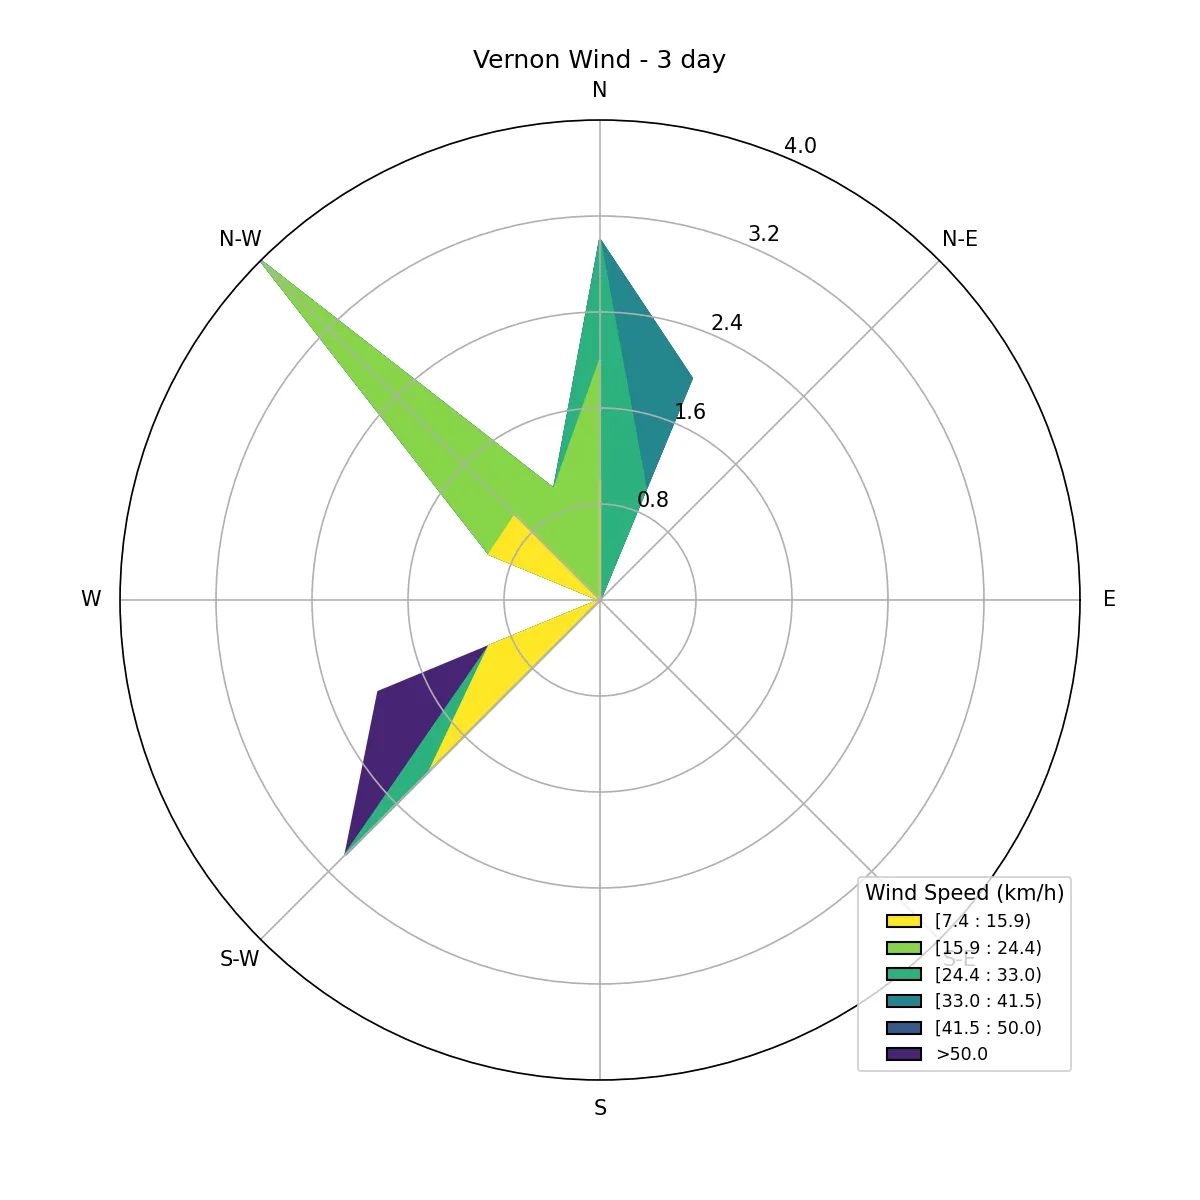 Vernon Wind - 3 day
N
4.0
3.2
N-W
N-E
2.4
1.6
0.8
W
E
Wind Speed (km/h)
[7.4 : 15.9)
[15.9 : 24.4)
S-W
S-E
[24.4 : 33.0)
[33.0 : 41.5)
[41.5 : 50.0)
>50.0
S